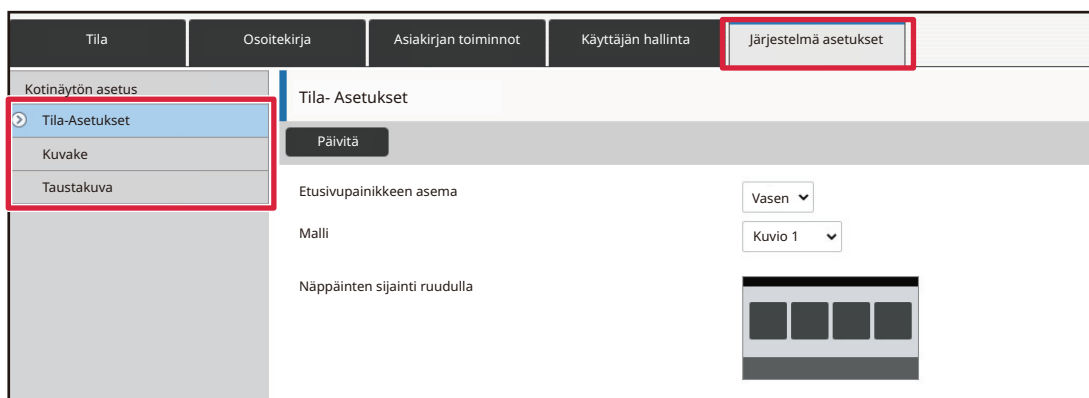 Tila
Osoitekirja
Asiakirjan toiminnot
Käyttäjän hallinta
Järjestelmä asetukset
Kotinäytön asetus
Tila-Asetukset
Kuvake
Taustakuva
Tila- Asetukset
Päivitä
Etusivupainikkeen asema
Vasen
Malli
Kuvio 1
Näppäinten sijainti ruudulla